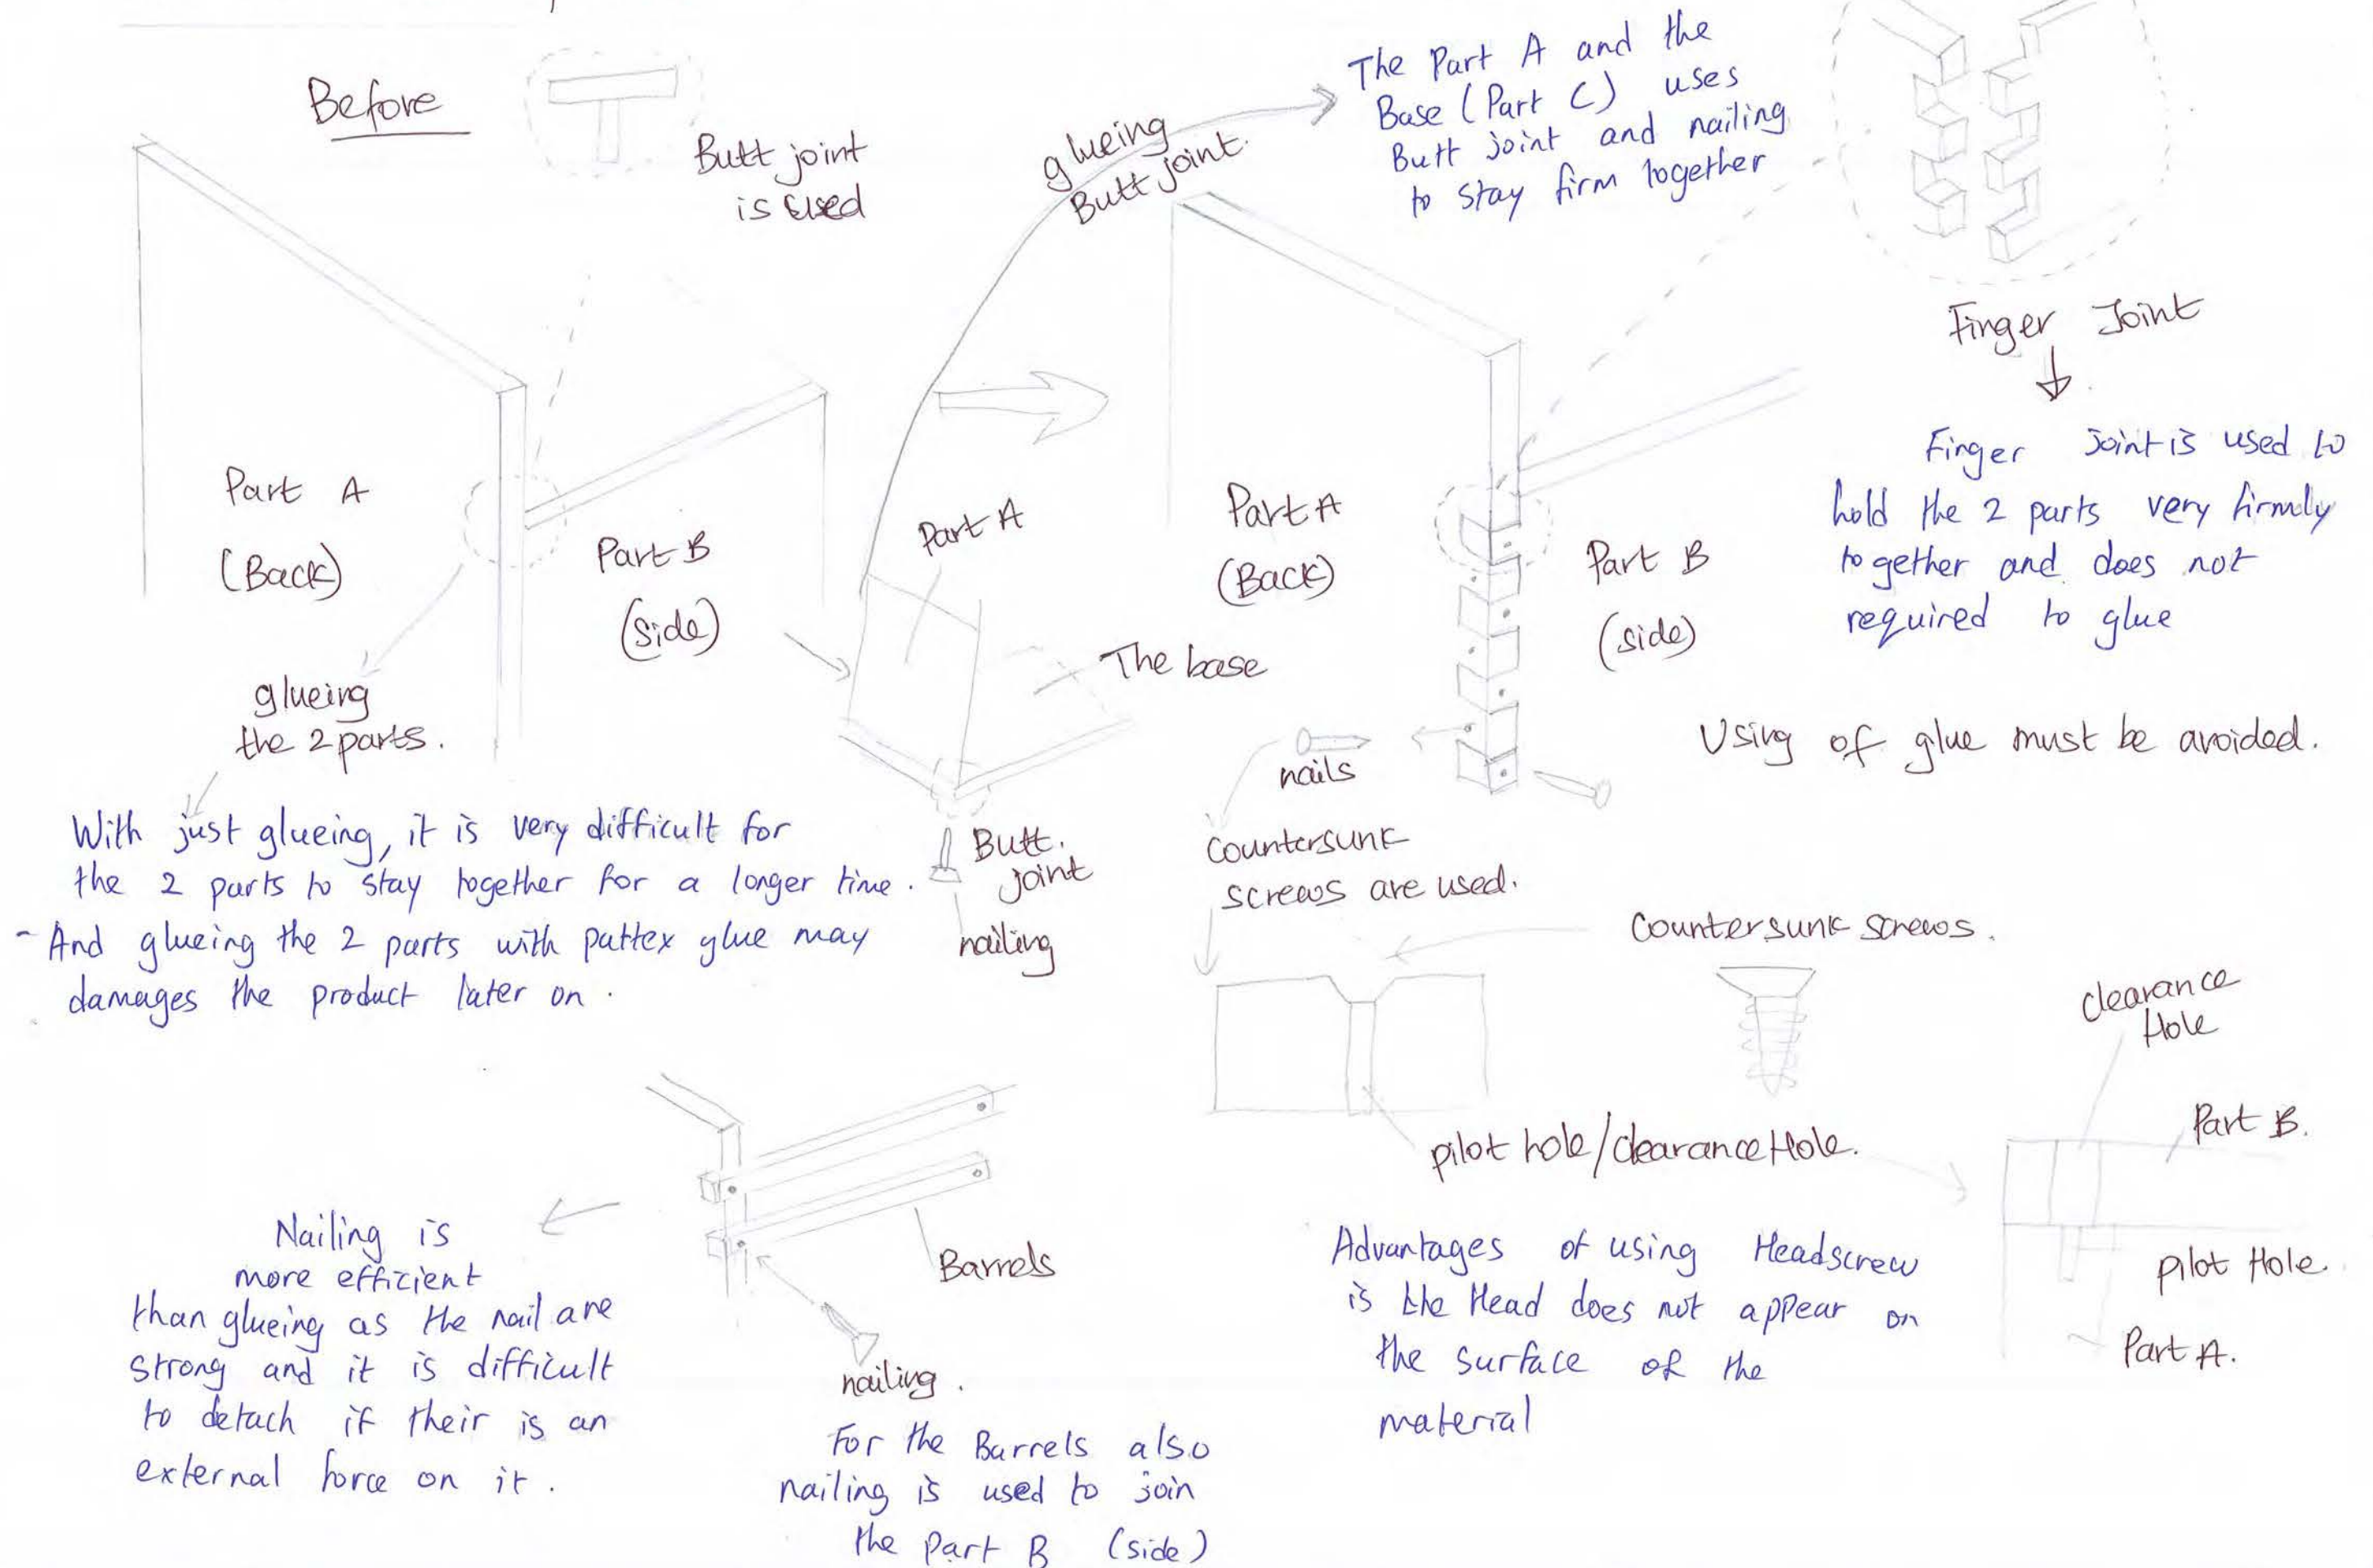 Before
Butt joint
is used
Part A
(Back)
Part B
(Side)
glueing
the 2 parts.
With just glueing, it is very difficult for
the 2 parts to stay together for a longer time.
- And glueing the 2 parts with pattex glue may
damages the product later on.
glueing
Butt joint.
The Part A and the
Base (Part C) uses
Butt joint and nailing
to stay firm together
Part A
The base
Butt.
joint
nailing
Part A
(Back)
Part B
(side)
Finger Joint
Finger Joint is used to
hold the 2 parts very firmly
together and does not
required to glue
Using of glue must be avoided.
nails
Countersunk
screws are used.
Countersunk screws.
pilot hole/clearance Hole.
clearance
Hole
Part B.
pilot Hole.
Part A.
Advantages of using Headscrew
is the Head does not appear on
the surface of the
material
Nailing is
more efficient
than glueing as the nail are
strong and it is difficult
to detach if their is an
external force on it.
Barrels
nailing.
For the Barrels also
nailing is used to join
the part B (side)